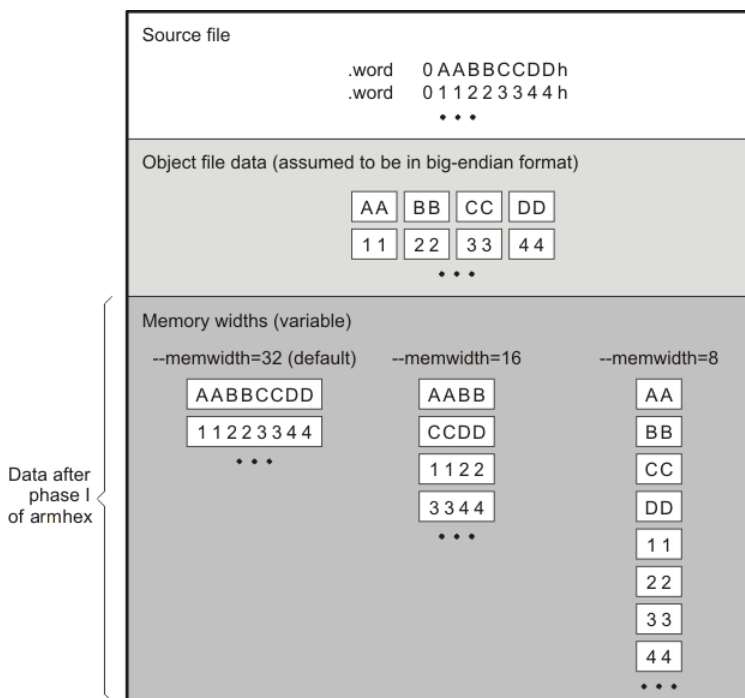 Source file
.word 0AABBCCDDh
.word 011223344h
• • •
Object file data (assumed to be in big-endian format)
AA BB CC DD
11 22 33 44
• • •
Memory widths (variable)
--memwidth=32 (default) --memwidth=16 --memwidth=8
AABBCCDD AABB AA
11223344 CCDD BB
• • • 1122 CC
3344 DD
• • • 11
22
33
44
• • •
Data after
phase I
of armhex